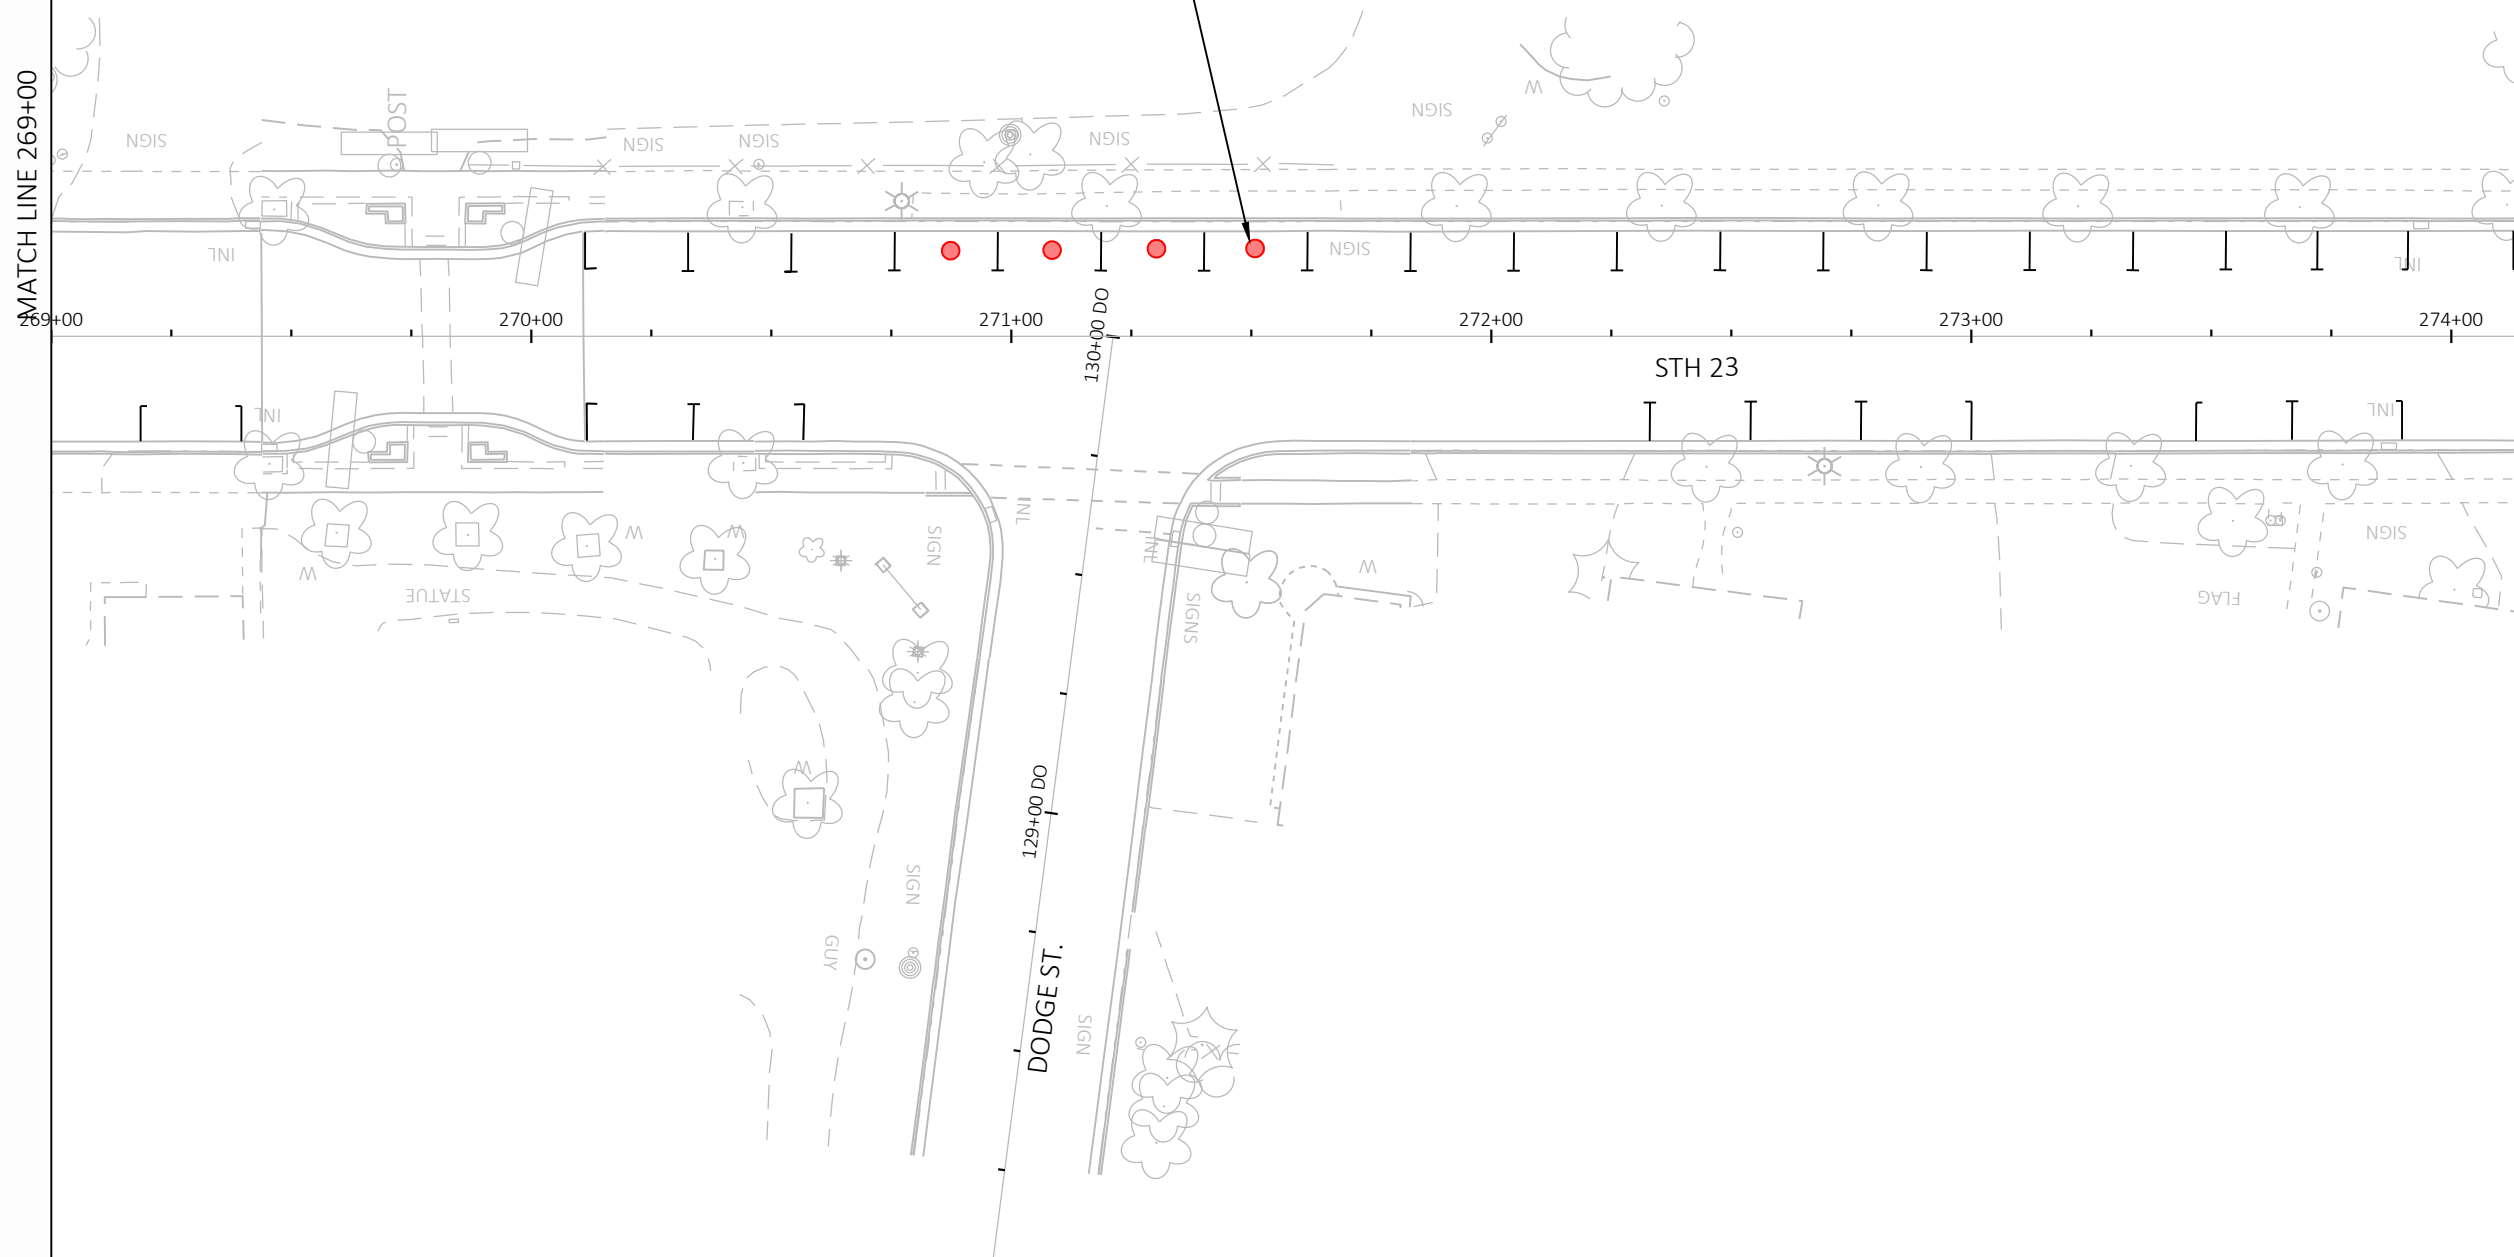 MATCH LINE 269+00
POST
W
SIGN
SIGN
SIGN
SIGN
SIGN
INL
SIGN
INL
269+00
270+00
271+00
272+00
273+00
274+00
130+00 DO
STH 23
INL
INL
W
W
SIGN
INL
INL
SIGN
W
W
STATUE
SIGNS
FLAG
W
129+00 DO
SIGN
GUY
DODGE ST.
SIGN